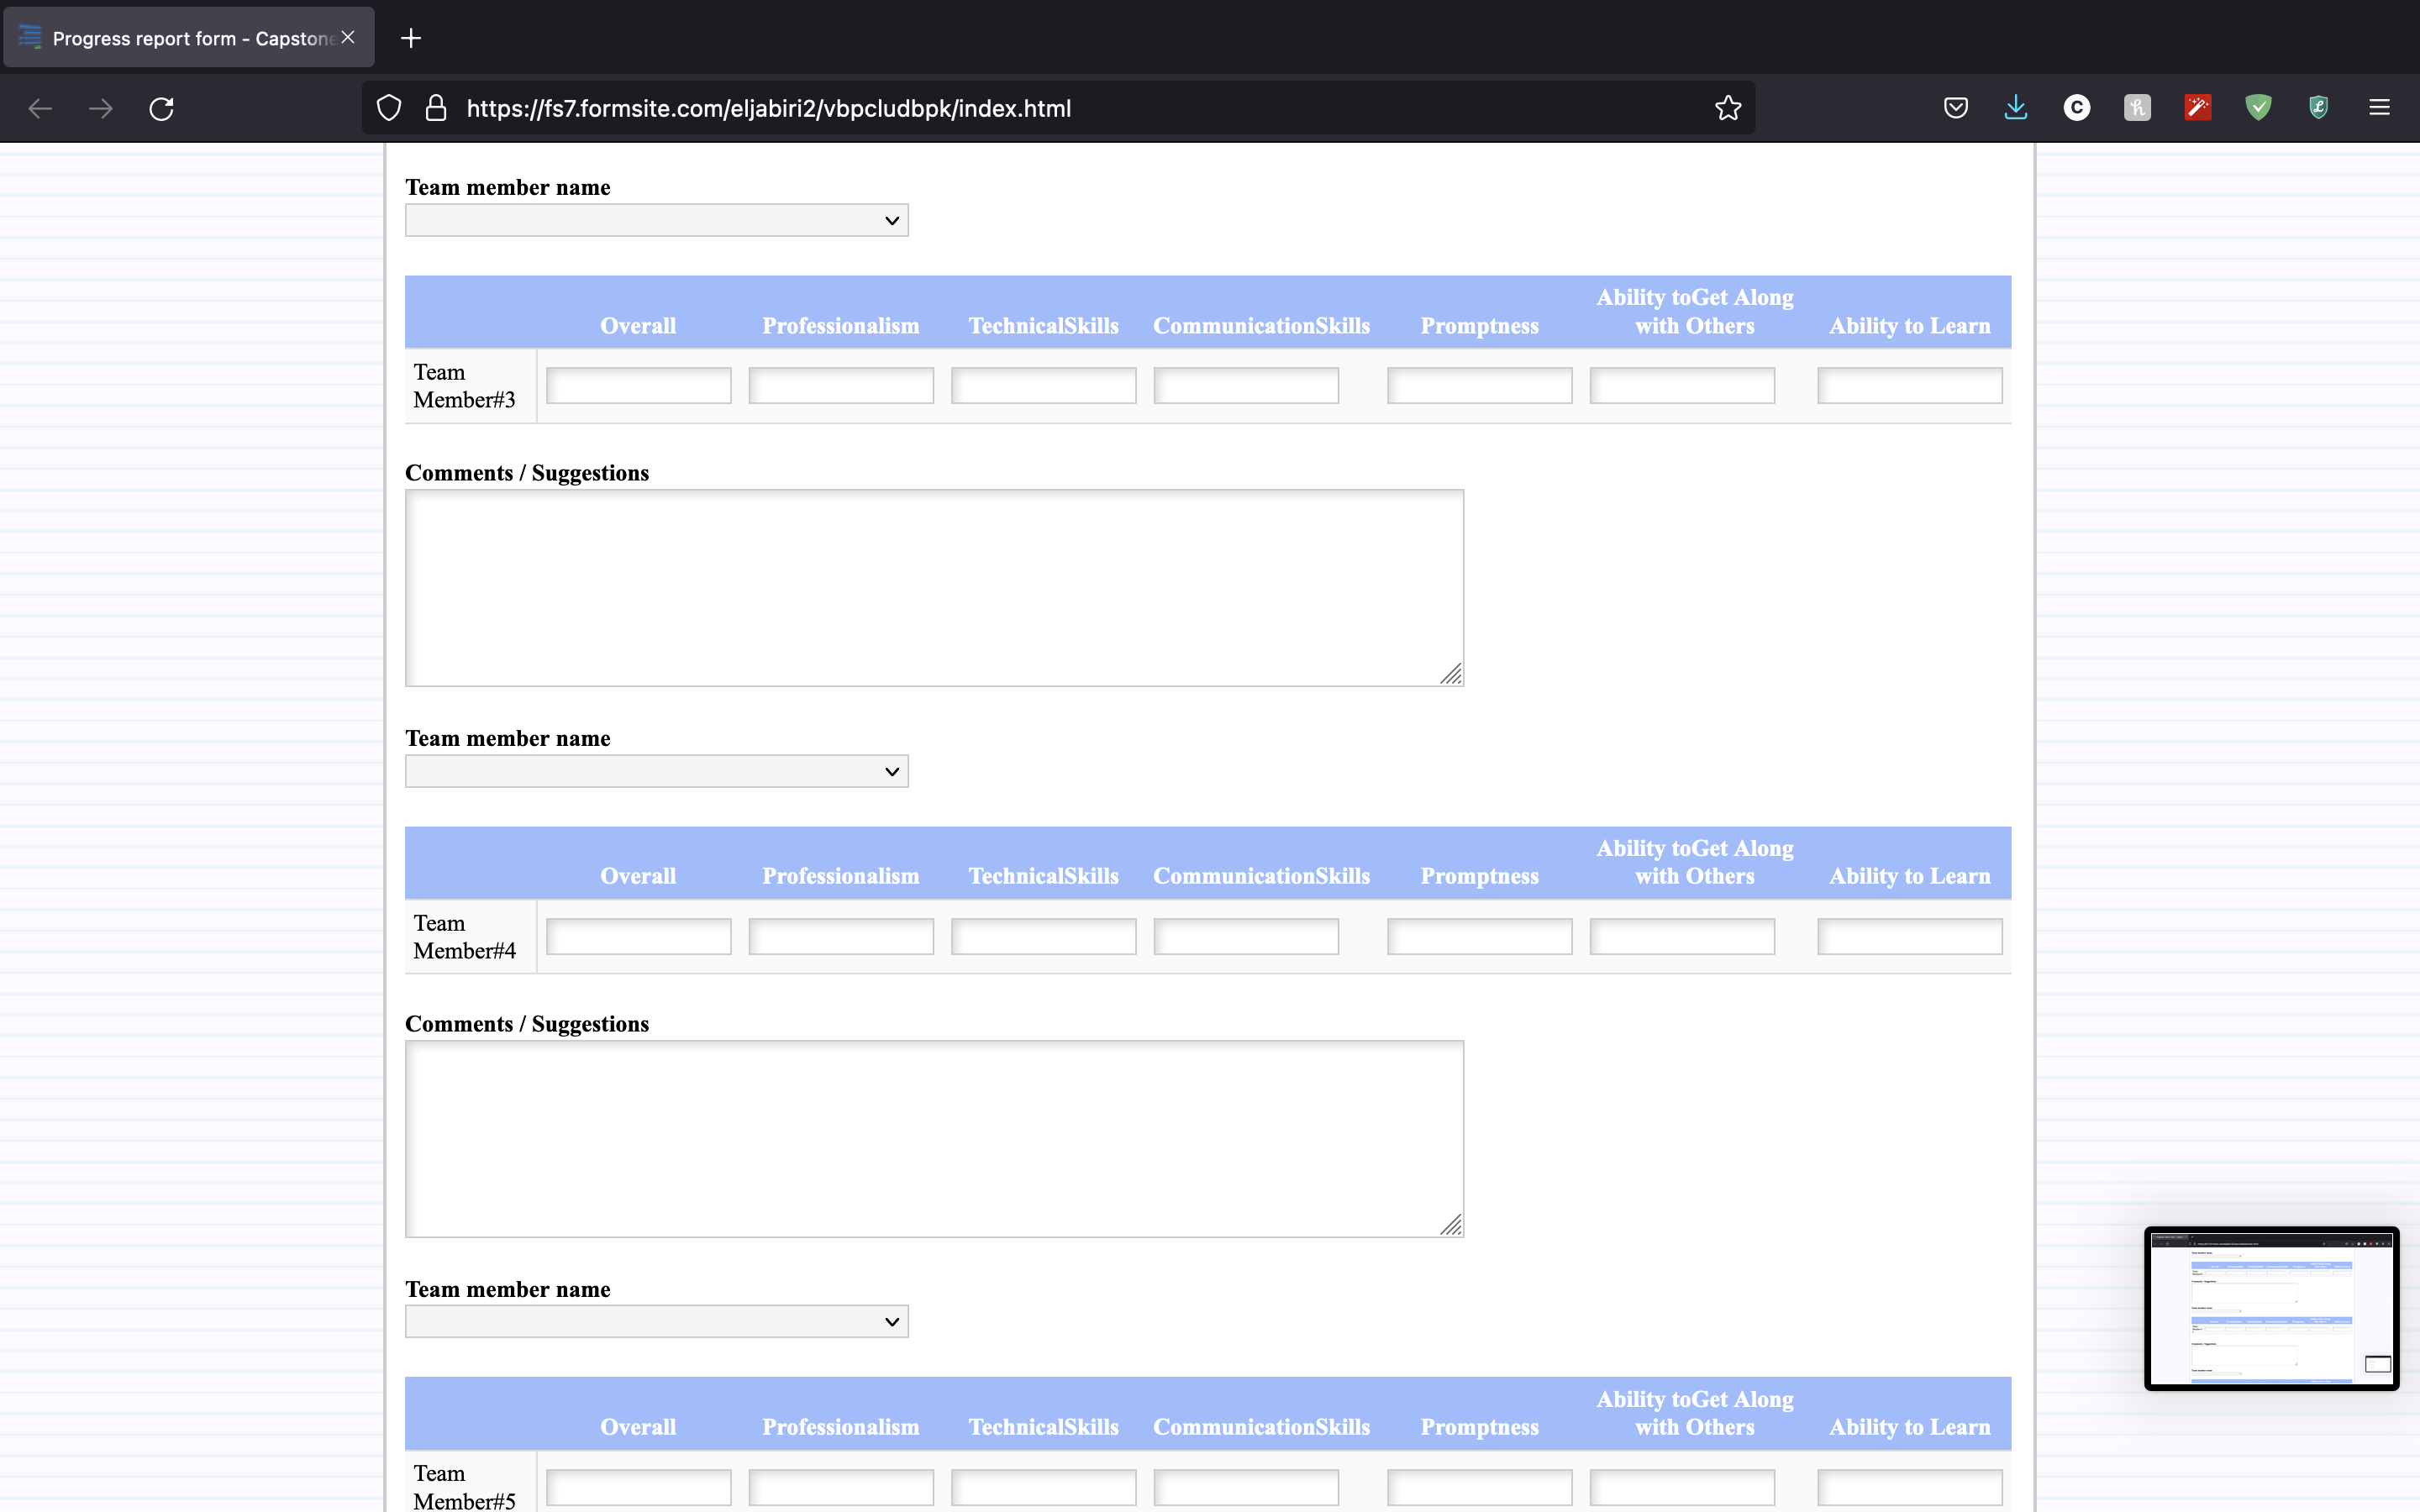 Progress report form - Capstone
https://fs7.formsite.com/eljabiri2/vbpcludbpk/index.html
Team member name
Overall Professionalism TechnicalSkills CommunicationSkills Promptness Ability toGet Along with Others Ability to Learn
Team
Member#3
Comments / Suggestions
Team member name
Overall Professionalism TechnicalSkills CommunicationSkills Promptness Ability toGet Along with Others Ability to Learn
Team
Member#4
Comments / Suggestions
Team member name
Overall Professionalism TechnicalSkills CommunicationSkills Promptness Ability toGet Along with Others Ability to Learn
Team
Member#5